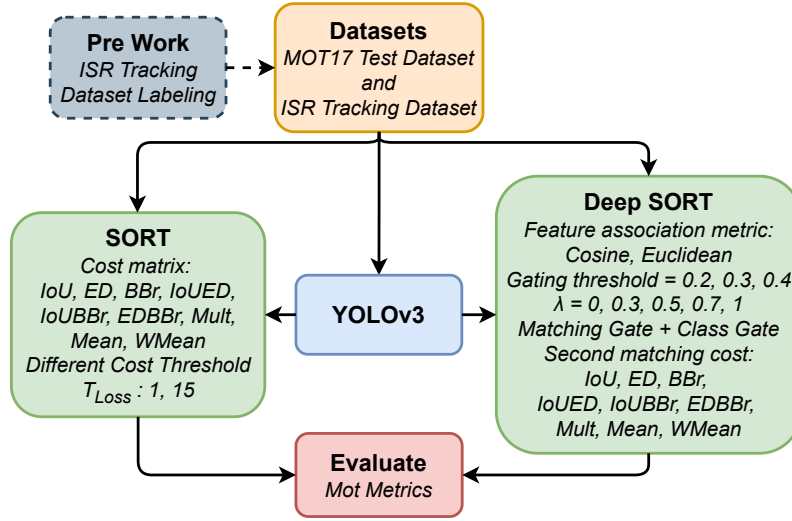 Pre Work
ISR Tracking
Dataset Labeling
Datasets
MOT17 Test Dataset
and
ISR Tracking Dataset
SORT
Cost matrix:
IoU, ED, BBr, IoUED,
IoUBBr, EDBBr, Mult,
Mean, WMean
Different Cost Threshold
T_Loss : 1, 15
YOLOv3
Deep SORT
Feature association metric:
Cosine, Euclidean
Gating threshold = 0.2, 0.3, 0.4
λ = 0, 0.3, 0.5, 0.7, 1
Matching Gate + Class Gate
Second matching cost:
IoU, ED, BBr,
IoUED, IoUBBr, EDBBr,
Mult, Mean, WMean
Evaluate
Mot Metrics